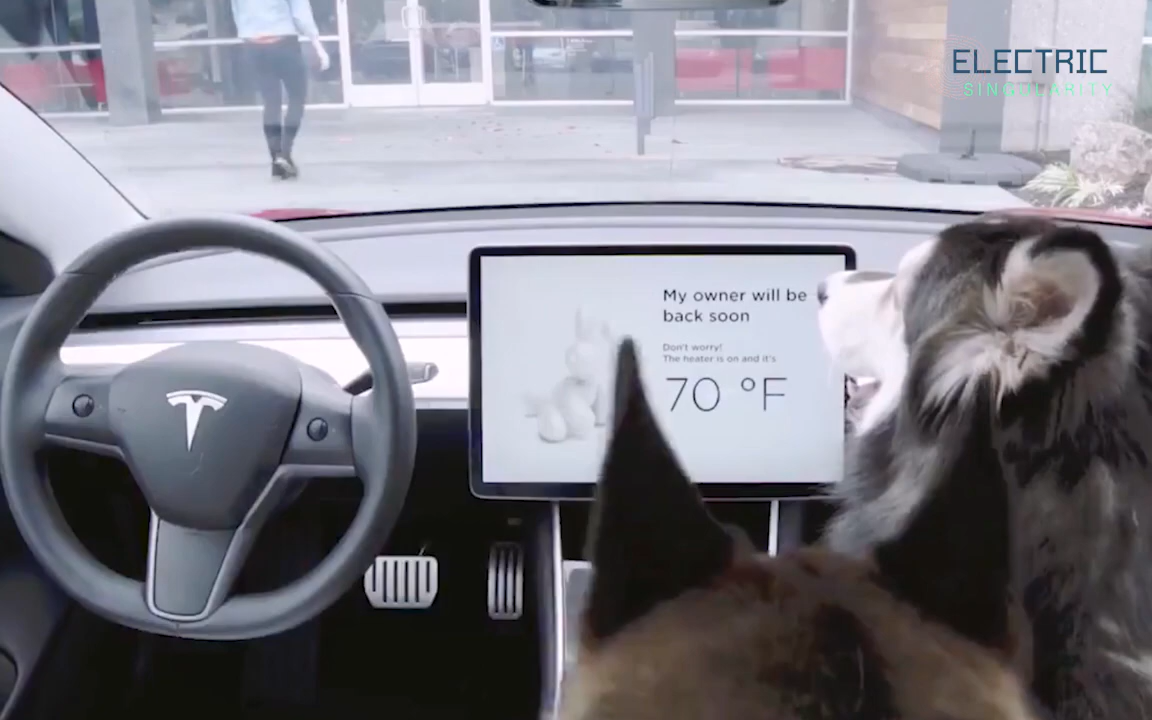 ELECTRIC
SINGULARITY
My owner will be
back soon
Don't worry!
The heater is on and it's
70 °F